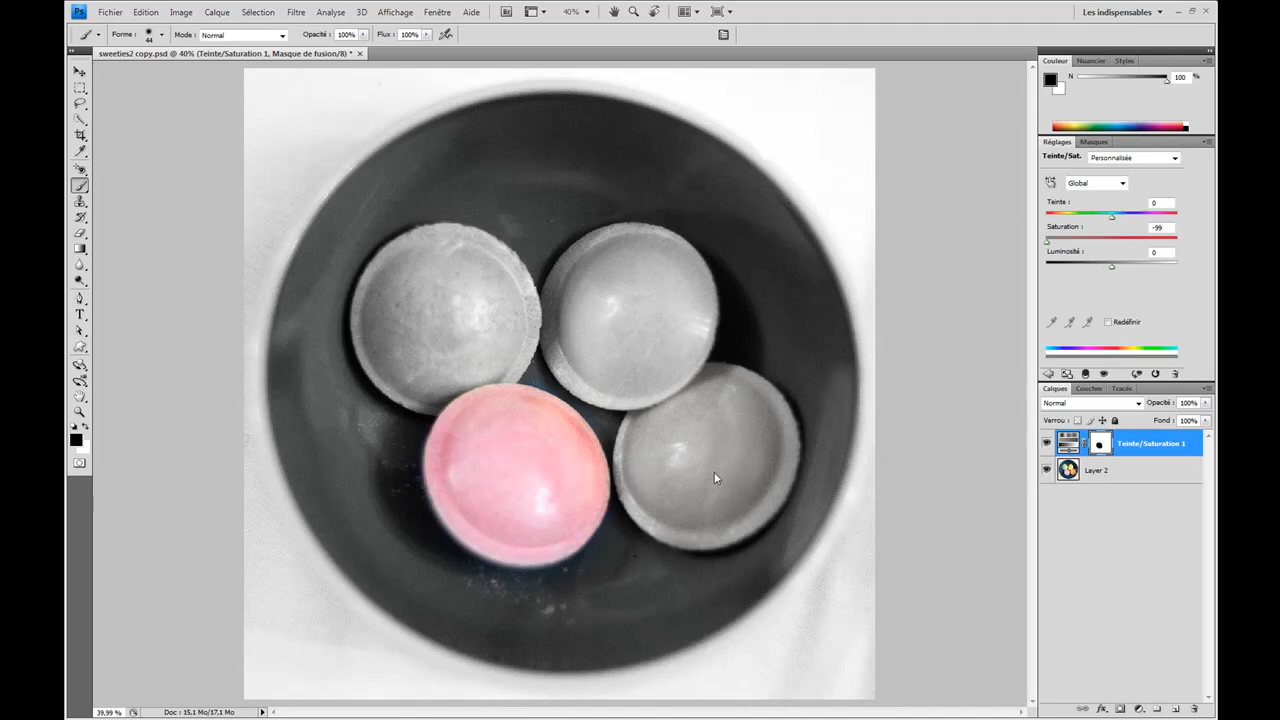 Ps Fichier Edition Image Calque Sélection Filtre Analyse 3D Affichage Fenêtre Aide Br 40% Les indispensables
Forme : 44 Mode : Normal Opacité : 100% Flux : 100%
sweeties2 copy.psd @ 40% (Teinte/Saturation 1, Masque de fusion/8) * ×
Couleur Nuancier Styles
N 100 %
Réglages Masques
Teinte/Sat. Personnalisée
Global
Teinte : 0
Saturation : -99
Luminosité : 0
Redéfinir
Calques Couches Tracés
Normal Opacité : 100%
Verrou : Fond : 100%
Teinte/Saturation 1
Layer 2
39,99 % Doc : 15,1 Mo/17,1 Mo